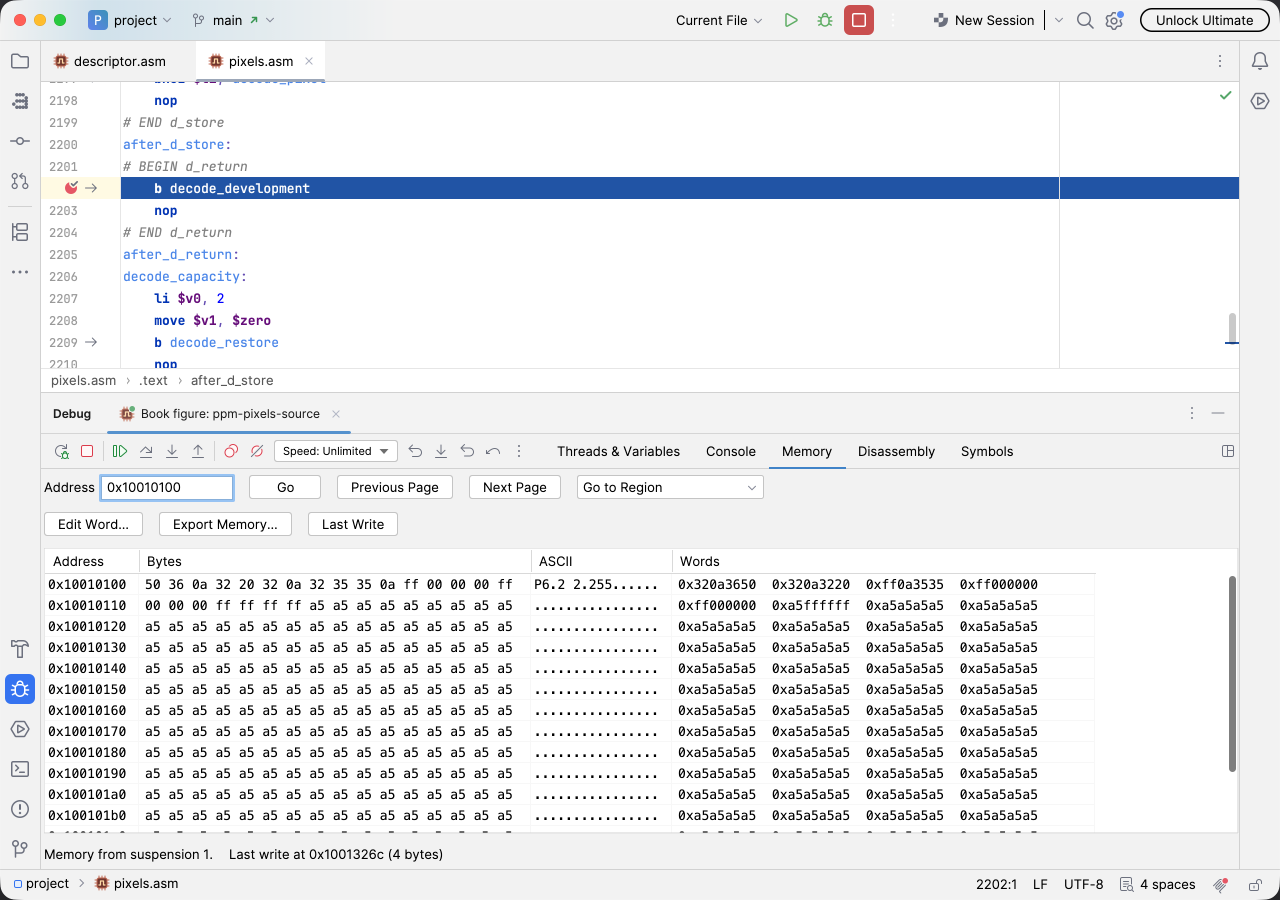 P project main Current File New Session Unlock Ultimate
descriptor.asm pixels.asm
2198 nop
2199 # END d_store
2200 after_d_store:
2201 # BEGIN d_return
b decode_development
2203 nop
2204 # END d_return
2205 after_d_return:
2206 decode_capacity:
2207 li $v0, 2
2208 move $v1, $zero
2209 b decode_restore
2210 nop
pixels.asm › .text › after_d_store
Debug Book figure: ppm-pixels-source
Speed: Unlimited Threads & Variables Console Memory Disassembly Symbols
Address 0x10010100 Go Previous Page Next Page Go to Region
Edit Word... Export Memory... Last Write
Address Bytes ASCII Words
0x10010100 50 36 0a 32 20 32 0a 32 35 35 0a ff 00 00 00 ff P6.2 2.255...... 0x320a3650 0x320a3220 0xff0a3535 0xff000000
0x10010110 00 00 00 ff ff ff ff a5 a5 a5 a5 a5 a5 a5 a5 a5 ................ 0xff000000 0xa5ffffff 0xa5a5a5a5 0xa5a5a5a5
0x10010120 a5 a5 a5 a5 a5 a5 a5 a5 a5 a5 a5 a5 a5 a5 a5 a5 ................ 0xa5a5a5a5 0xa5a5a5a5 0xa5a5a5a5 0xa5a5a5a5
0x10010130 a5 a5 a5 a5 a5 a5 a5 a5 a5 a5 a5 a5 a5 a5 a5 a5 ................ 0xa5a5a5a5 0xa5a5a5a5 0xa5a5a5a5 0xa5a5a5a5
0x10010140 a5 a5 a5 a5 a5 a5 a5 a5 a5 a5 a5 a5 a5 a5 a5 a5 ................ 0xa5a5a5a5 0xa5a5a5a5 0xa5a5a5a5 0xa5a5a5a5
0x10010150 a5 a5 a5 a5 a5 a5 a5 a5 a5 a5 a5 a5 a5 a5 a5 a5 ................ 0xa5a5a5a5 0xa5a5a5a5 0xa5a5a5a5 0xa5a5a5a5
0x10010160 a5 a5 a5 a5 a5 a5 a5 a5 a5 a5 a5 a5 a5 a5 a5 a5 ................ 0xa5a5a5a5 0xa5a5a5a5 0xa5a5a5a5 0xa5a5a5a5
0x10010170 a5 a5 a5 a5 a5 a5 a5 a5 a5 a5 a5 a5 a5 a5 a5 a5 ................ 0xa5a5a5a5 0xa5a5a5a5 0xa5a5a5a5 0xa5a5a5a5
0x10010180 a5 a5 a5 a5 a5 a5 a5 a5 a5 a5 a5 a5 a5 a5 a5 a5 ................ 0xa5a5a5a5 0xa5a5a5a5 0xa5a5a5a5 0xa5a5a5a5
0x10010190 a5 a5 a5 a5 a5 a5 a5 a5 a5 a5 a5 a5 a5 a5 a5 a5 ................ 0xa5a5a5a5 0xa5a5a5a5 0xa5a5a5a5 0xa5a5a5a5
0x100101a0 a5 a5 a5 a5 a5 a5 a5 a5 a5 a5 a5 a5 a5 a5 a5 a5 ................ 0xa5a5a5a5 0xa5a5a5a5 0xa5a5a5a5 0xa5a5a5a5
0x100101b0 a5 a5 a5 a5 a5 a5 a5 a5 a5 a5 a5 a5 a5 a5 a5 a5 ................ 0xa5a5a5a5 0xa5a5a5a5 0xa5a5a5a5 0xa5a5a5a5
Memory from suspension 1. Last write at 0x1001326c (4 bytes)
project › pixels.asm 2202:1 LF UTF-8 4 spaces